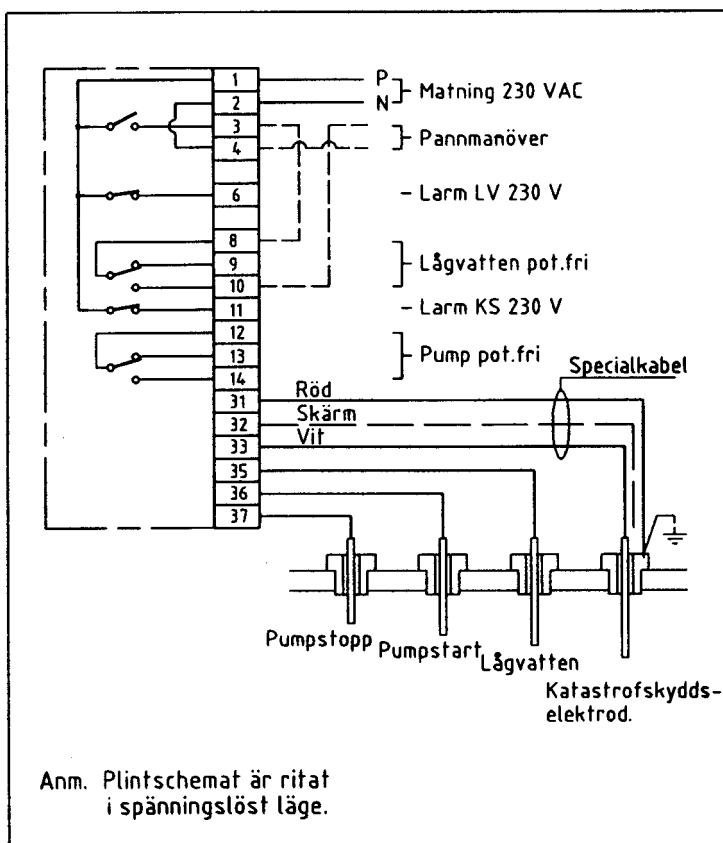 1
P
2
N
Matning 230 VAC
3
4
Pannmanöver
6
Larm LV 230 V
8
9
10
Lågvatten pot.fri
11
Larm KS 230 V
12
13
14
Pump pot.fri
Specialkabel
31
Röd
32
Skärm
33
Vit
35
36
37
Pumpstopp
Pumpstart
Lågvatten
Katastrofskydds-
elektrod.
Anm. Plintschemat är ritat
i spänningslöst läge.